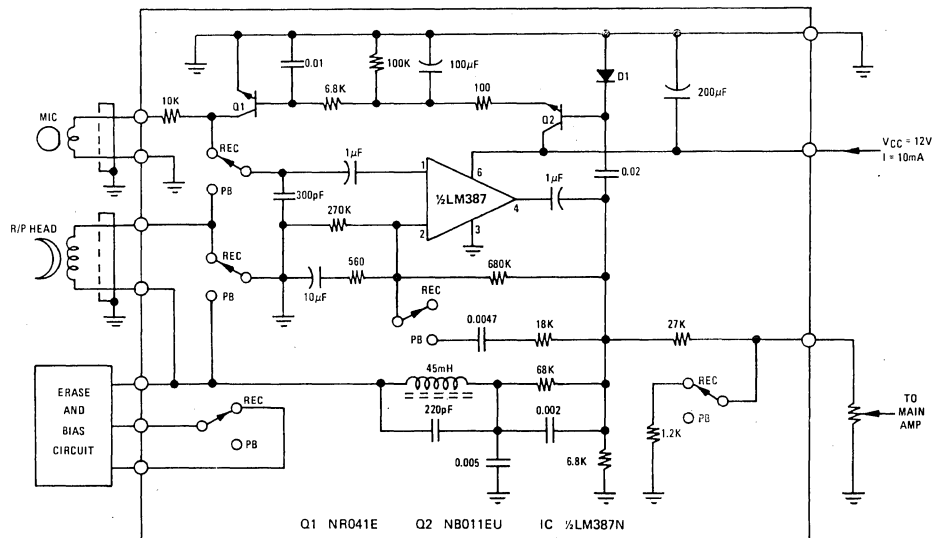 0.01
100K
100µF
D1
200µF
Q1
6.8K
100
Q2
MIC
10K
REC
1µF
1
6
½LM387
4
1µF
0.02
VCC = 12V
I = 10mA
PB
300pF
270K
2
3
R/P HEAD
REC
10µF
560
680K
PB
REC
PB
0.0047
18K
27K
45mH
220pF
68K
0.002
REC
PB
1.2K
TO
MAIN
AMP
ERASE
AND
BIAS
CIRCUIT
REC
PB
0.005
6.8K
Q1 NR041E Q2 NB011EU IC ½LM387N